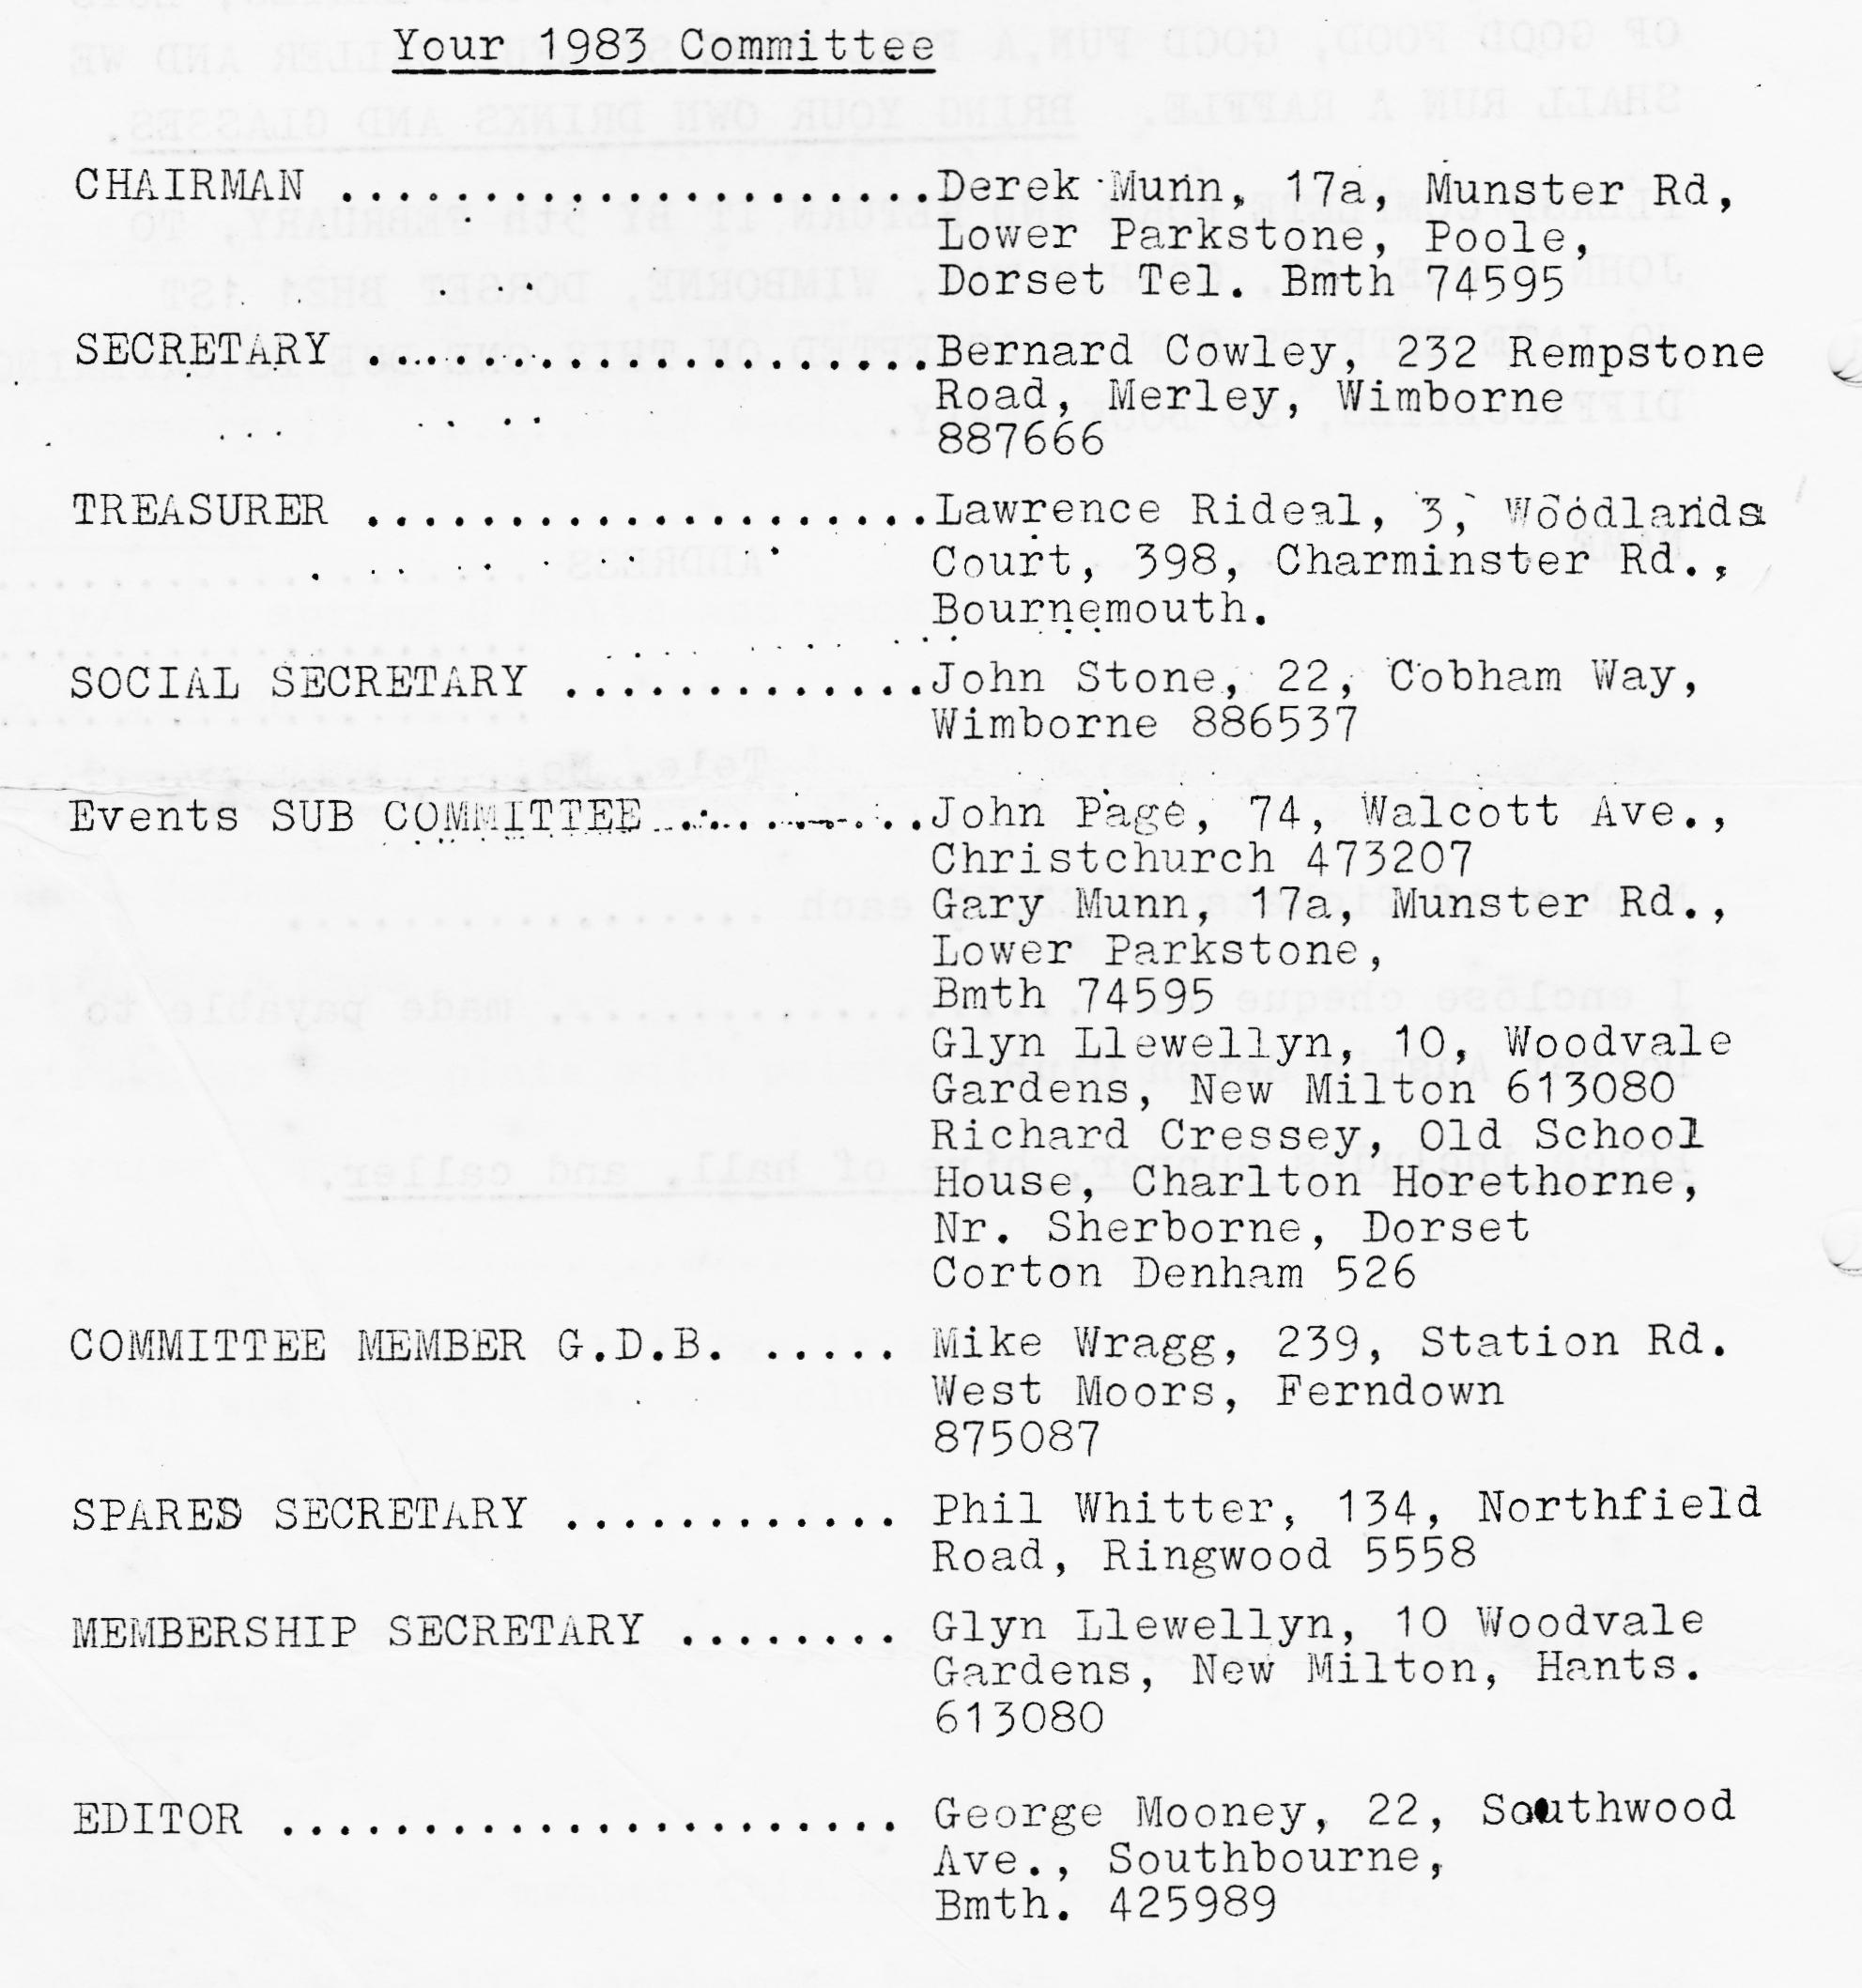 Your 1983 Committee
CHAIRMAN .....................Derek Munn, 17a, Munster Rd,
Lower Parkstone, Poole,
Dorset Tel. Bmth 74595
SECRETARY ....................Bernard Cowley, 232 Rempstone
Road, Merley, Wimborne
887666
TREASURER ....................Lawrence Rideal, 3, Woodlands
Court, 398, Charminster Rd.,
Bournemouth.
SOCIAL SECRETARY .............John Stone, 22, Cobham Way,
Wimborne 886537
Events SUB COMMITTEE .........John Page, 74, Walcott Ave.,
Christchurch 473207
Gary Munn, 17a, Munster Rd.,
Lower Parkstone,
Bmth 74595
Glyn Llewellyn, 10, Woodvale
Gardens, New Milton 613080
Richard Cressey, Old School
House, Charlton Horethorne,
Nr. Sherborne, Dorset
Corton Denham 526
COMMITTEE MEMBER G.D.B. ..... Mike Wragg, 239, Station Rd.
West Moors, Ferndown
875087
SPARES SECRETARY ............ Phil Whitter, 134, Northfield
Road, Ringwood 5558
MEMBERSHIP SECRETARY ........ Glyn Llewellyn, 10 Woodvale
Gardens, New Milton, Hants.
613080
EDITOR ...................... George Mooney, 22, Southwood
Ave., Southbourne,
Bmth. 425989